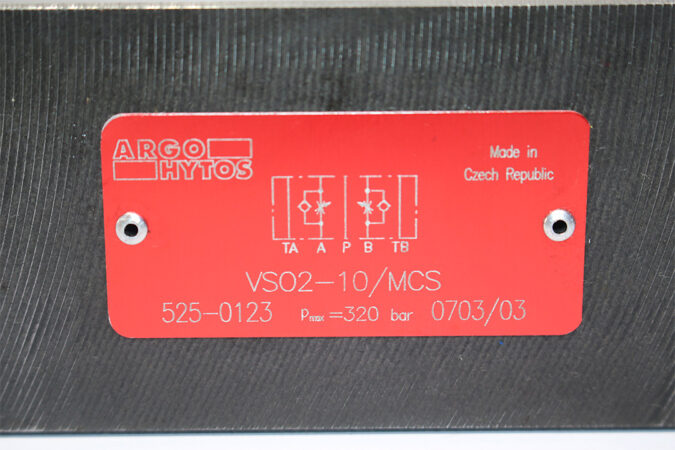 ARGO
HYTOS
Made in
Czech Republic
TA A P B TB
VSO2-10/MCS
525-0123 Pmax=320 bar 0703/03